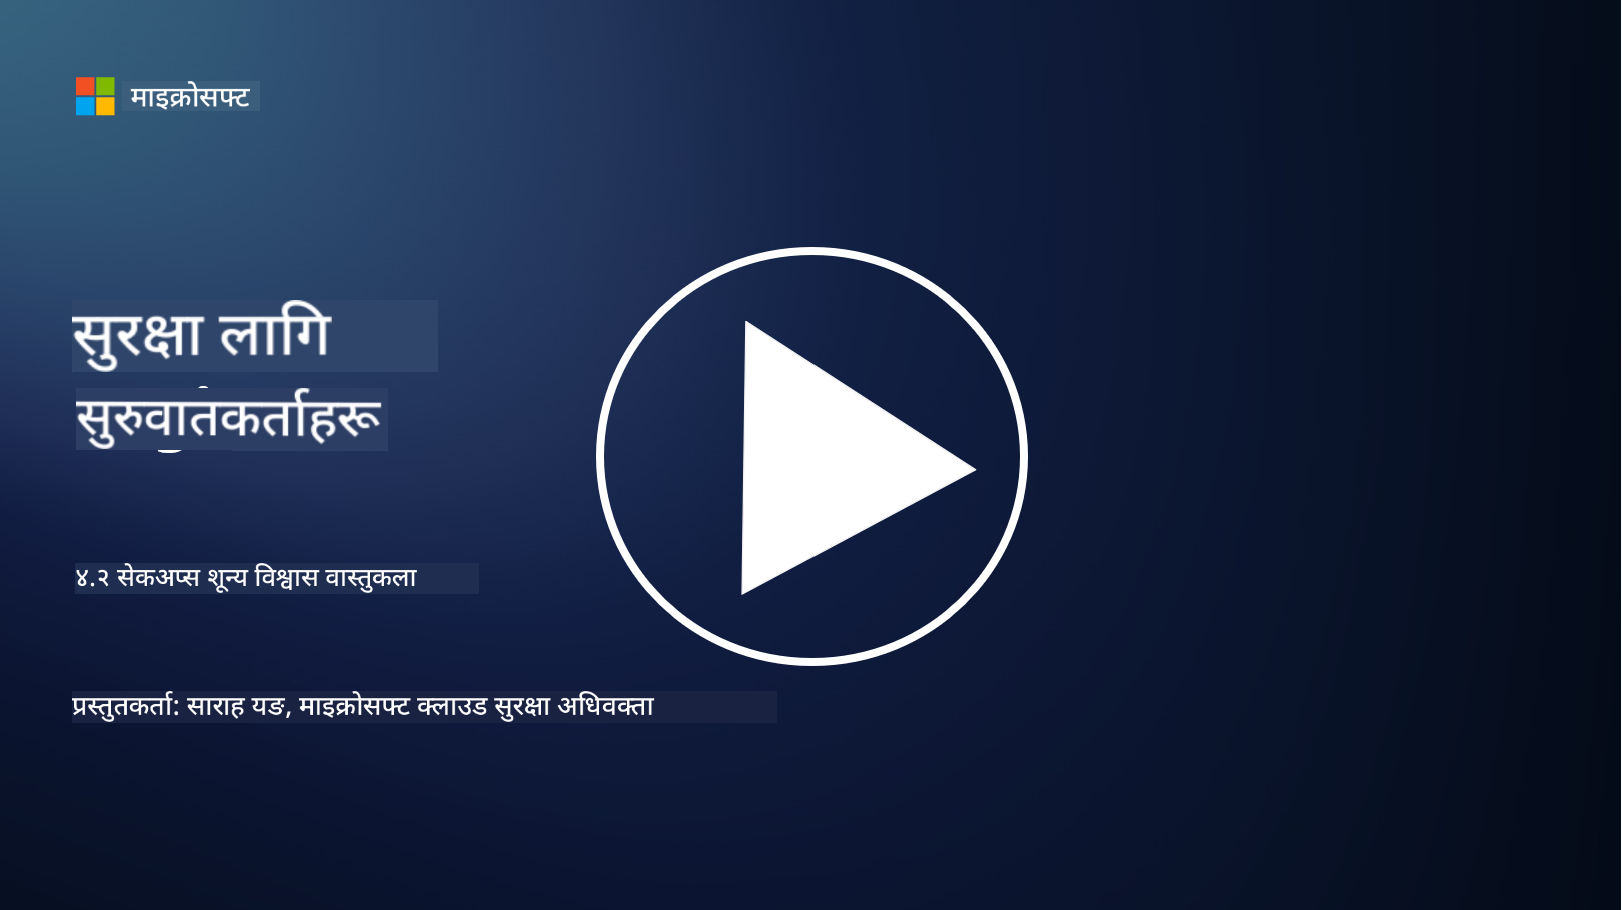 माइक्रोसफ्ट
सुरक्षा लागि
सुरुवातकर्ताहरू
४.२ सेकअप्स शून्य विश्वास वास्तुकला
प्रस्तुतकर्ता: साराह यङ, माइक्रोसफ्ट क्लाउड सुरक्षा अधिवक्ता